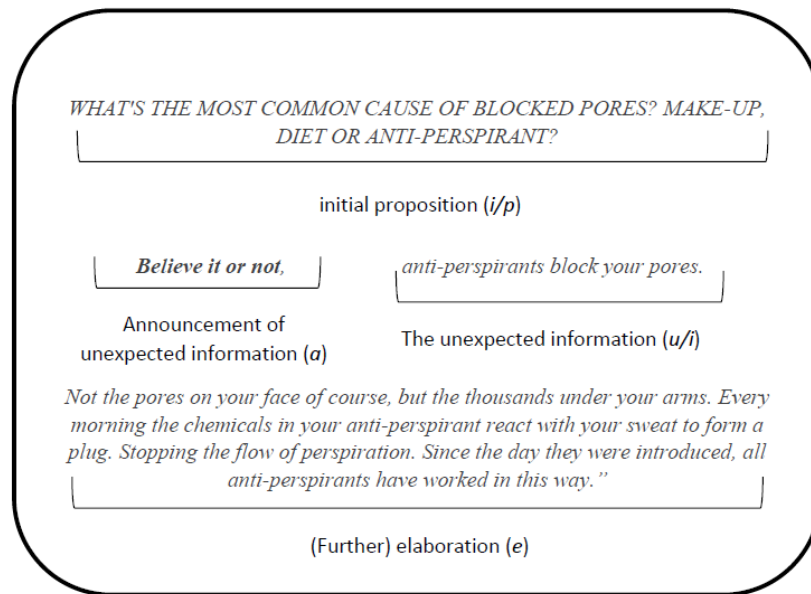 WHAT'S THE MOST COMMON CAUSE OF BLOCKED PORES? MAKE-UP,
DIET OR ANTI-PERSPIRANT?
initial proposition (i/p)
Believe it or not,
anti-perspirants block your pores.
Announcement of
unexpected information (a)
The unexpected information (u/i)
Not the pores on your face of course, but the thousands under your arms. Every
morning the chemicals in your anti-perspirant react with your sweat to form a
plug. Stopping the flow of perspiration. Since the day they were introduced, all
anti-perspirants have worked in this way.”
(Further) elaboration (e)